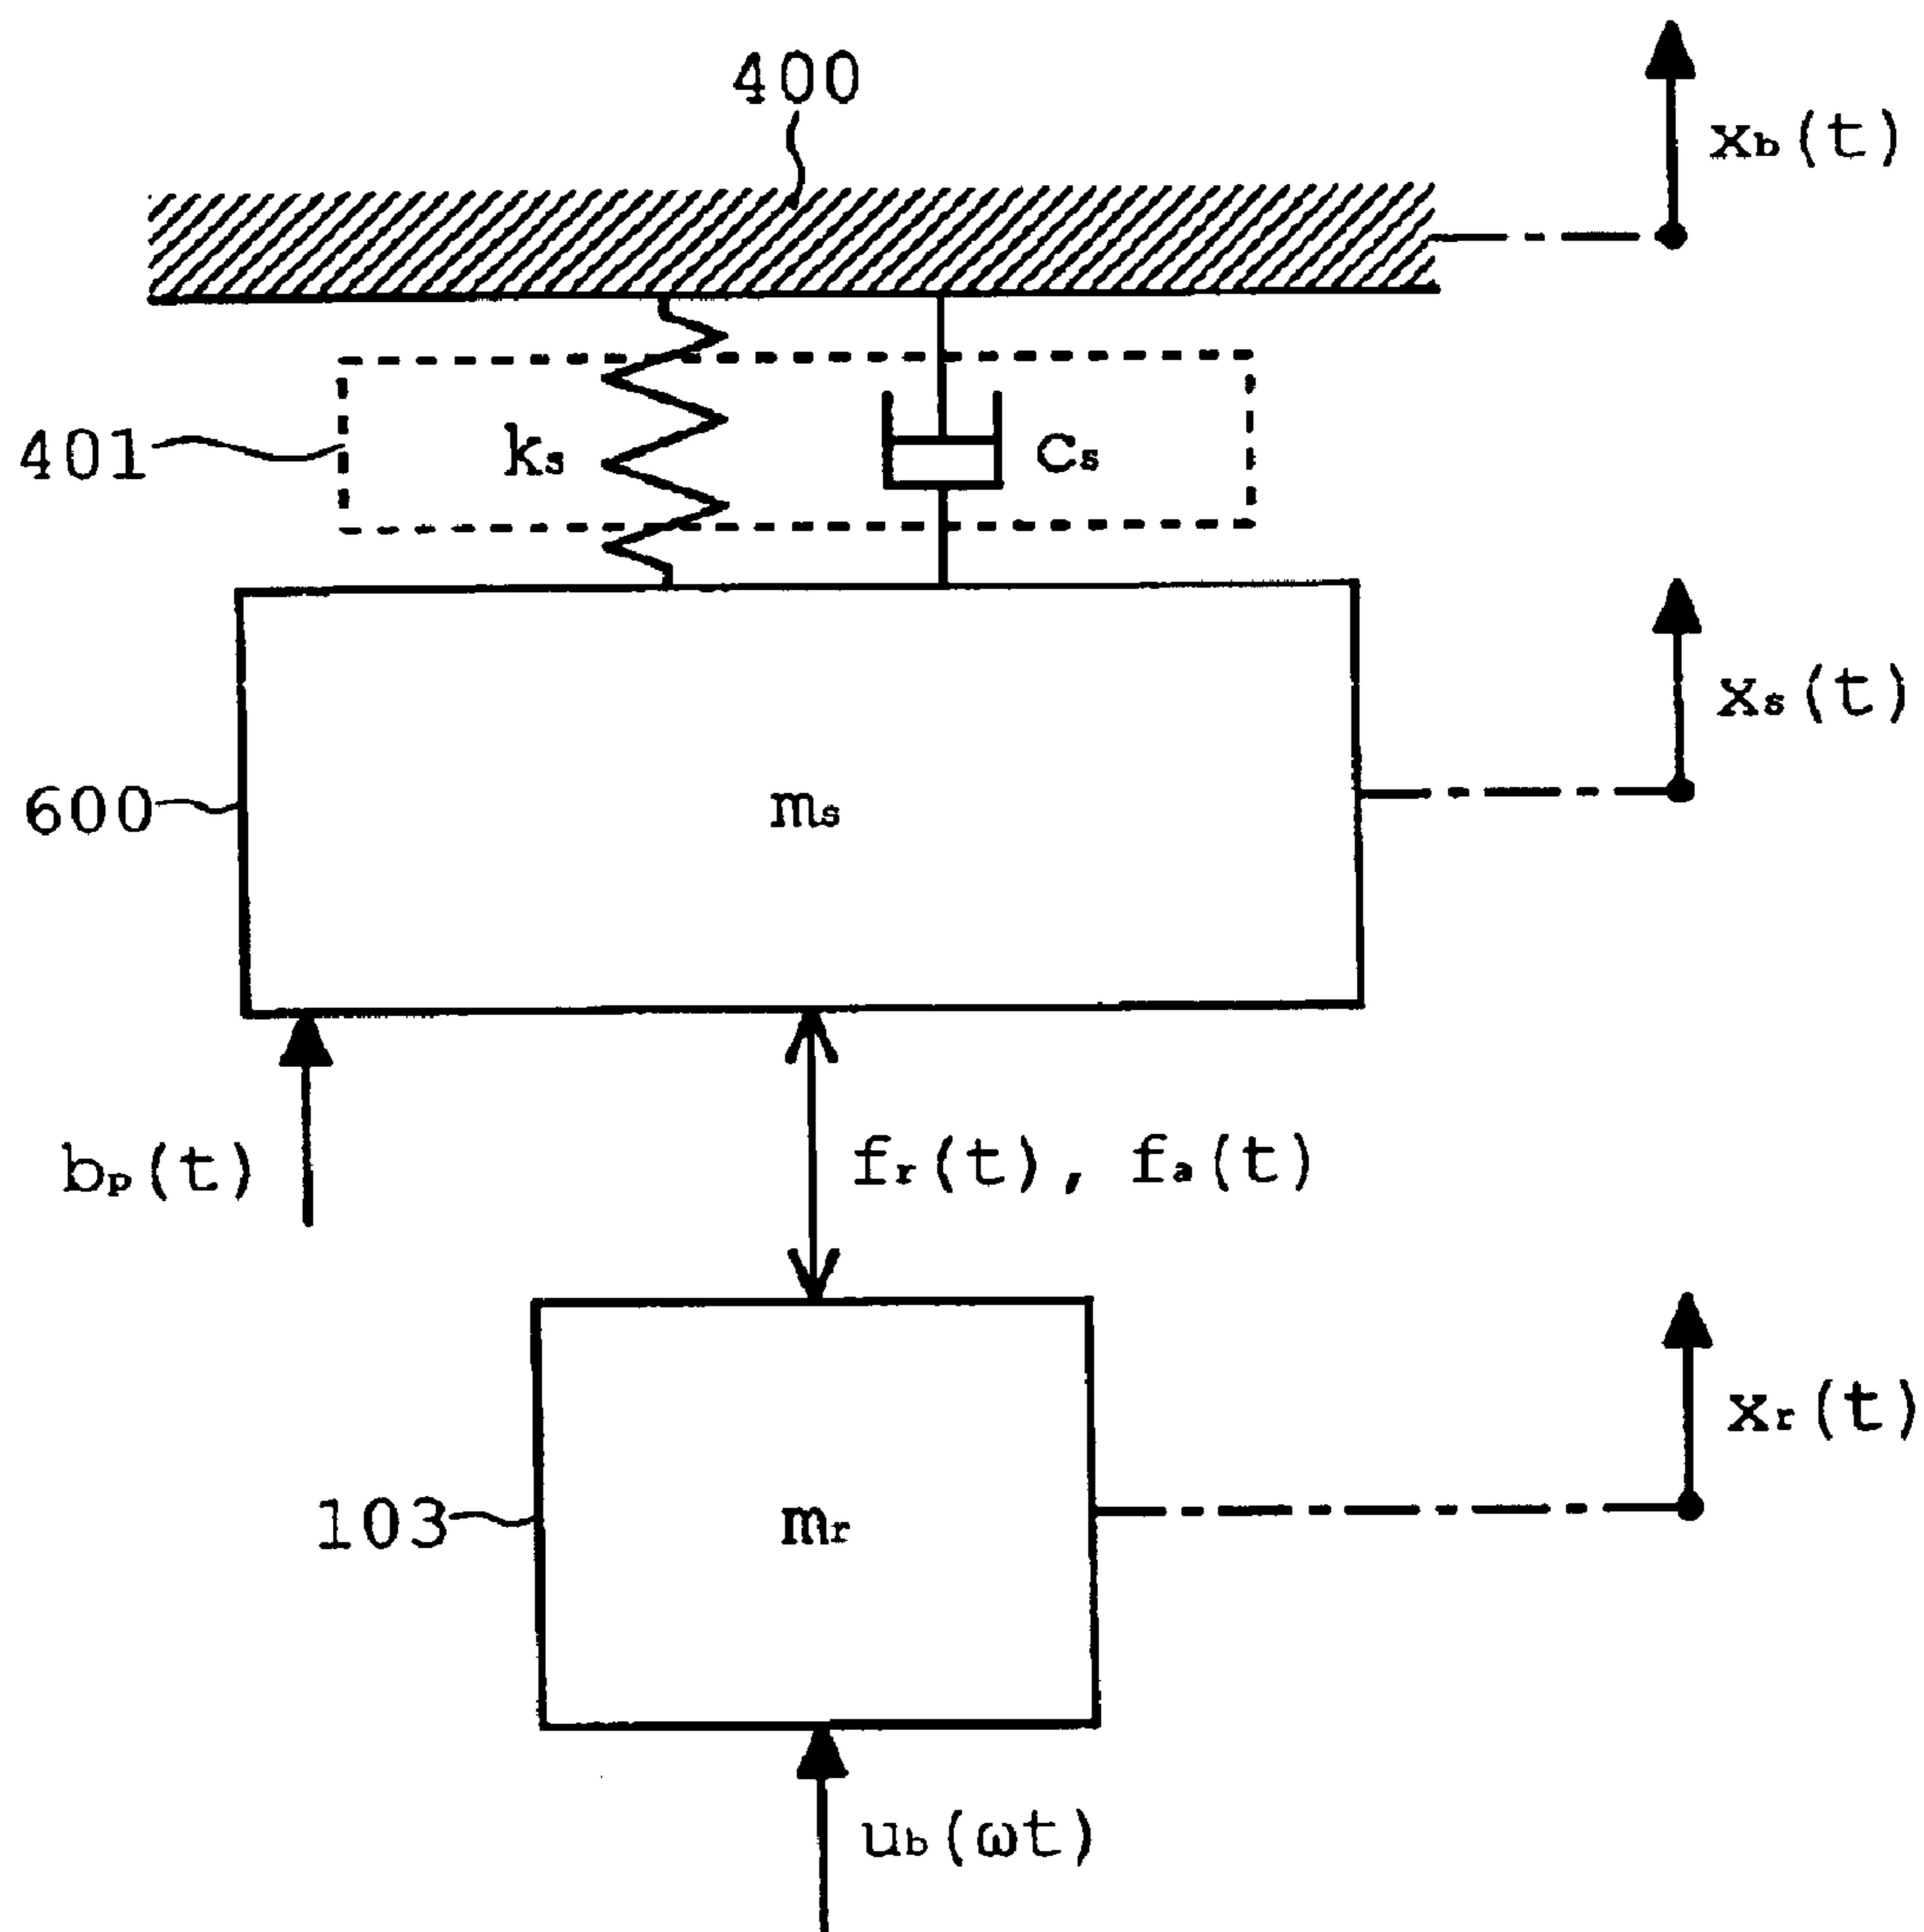 400
xb(t)
401
ks
cs
xs(t)
600
ms
bp(t)
fr(t), fa(t)
xr(t)
103
mr
ub(ωt)